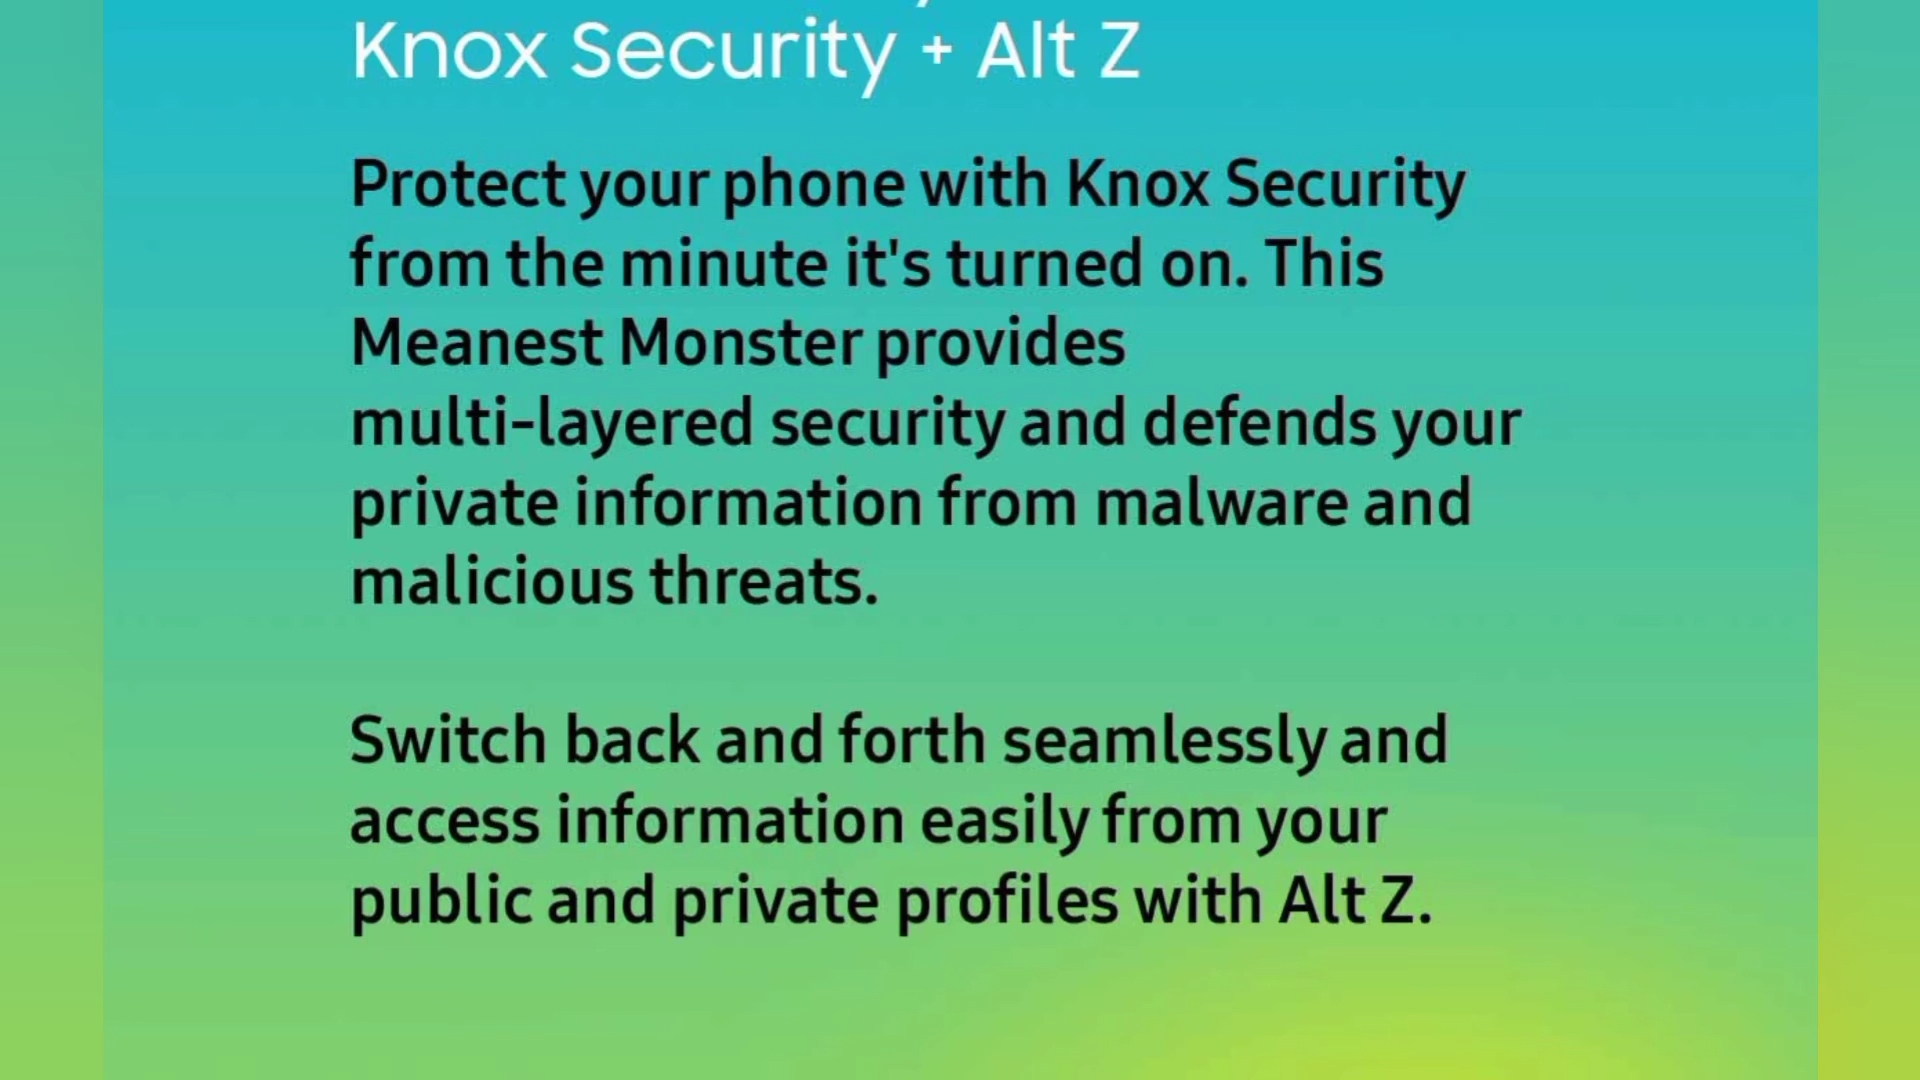 Knox Security + Alt Z
Protect your phone with Knox Security
from the minute it's turned on. This
Meanest Monster provides
multi-layered security and defends your
private information from malware and
malicious threats.
Switch back and forth seamlessly and
access information easily from your
public and private profiles with Alt Z.